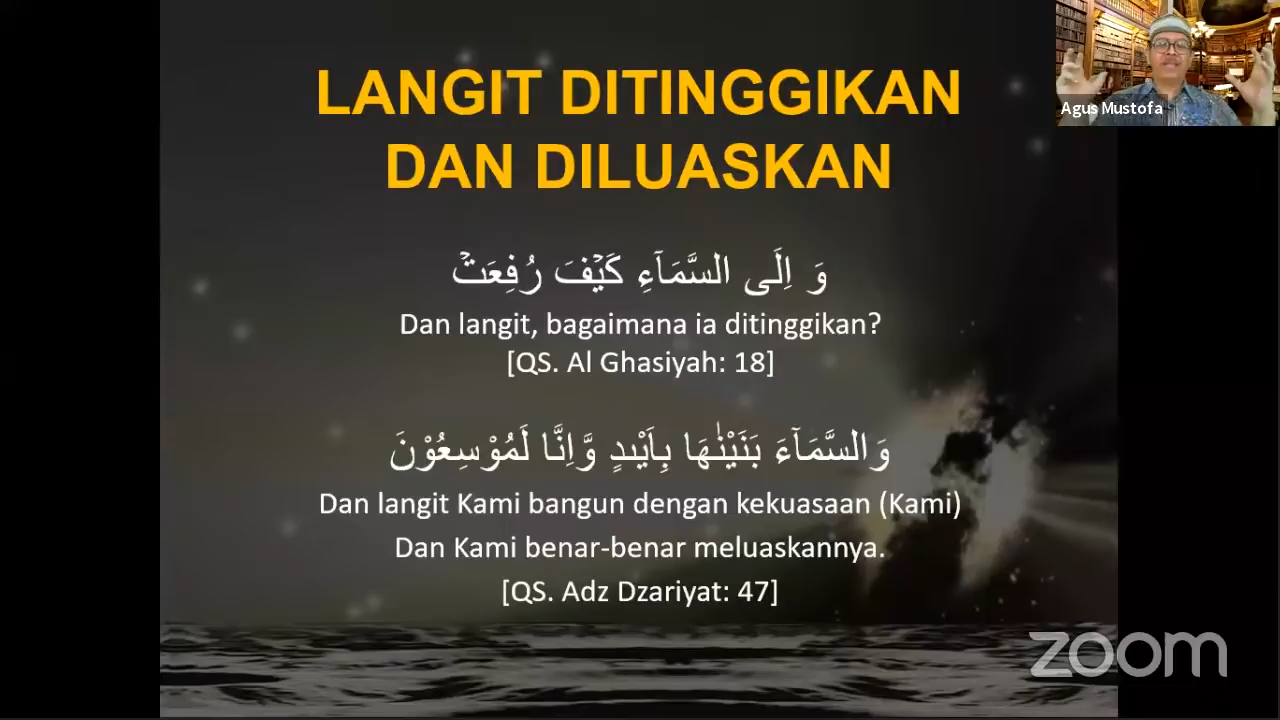 LANGIT DITINGGIKAN
DAN DILUASKAN
وَ اِلَى السَّمَآءِ كَيْفَ رُفِعَتْ
Dan langit, bagaimana ia ditinggikan?
[QS. Al Ghasiyah: 18]
وَالسَّمَآءَ بَنَيْنٰهَا بِاَيْىدٍ وَّاِنَّا لَمُوْسِعُوْنَ
Dan langit Kami bangun dengan kekuasaan (Kami)
Dan Kami benar-benar meluaskannya.
[QS. Adz Dzariyat: 47]
Agus Mustofa
zoom